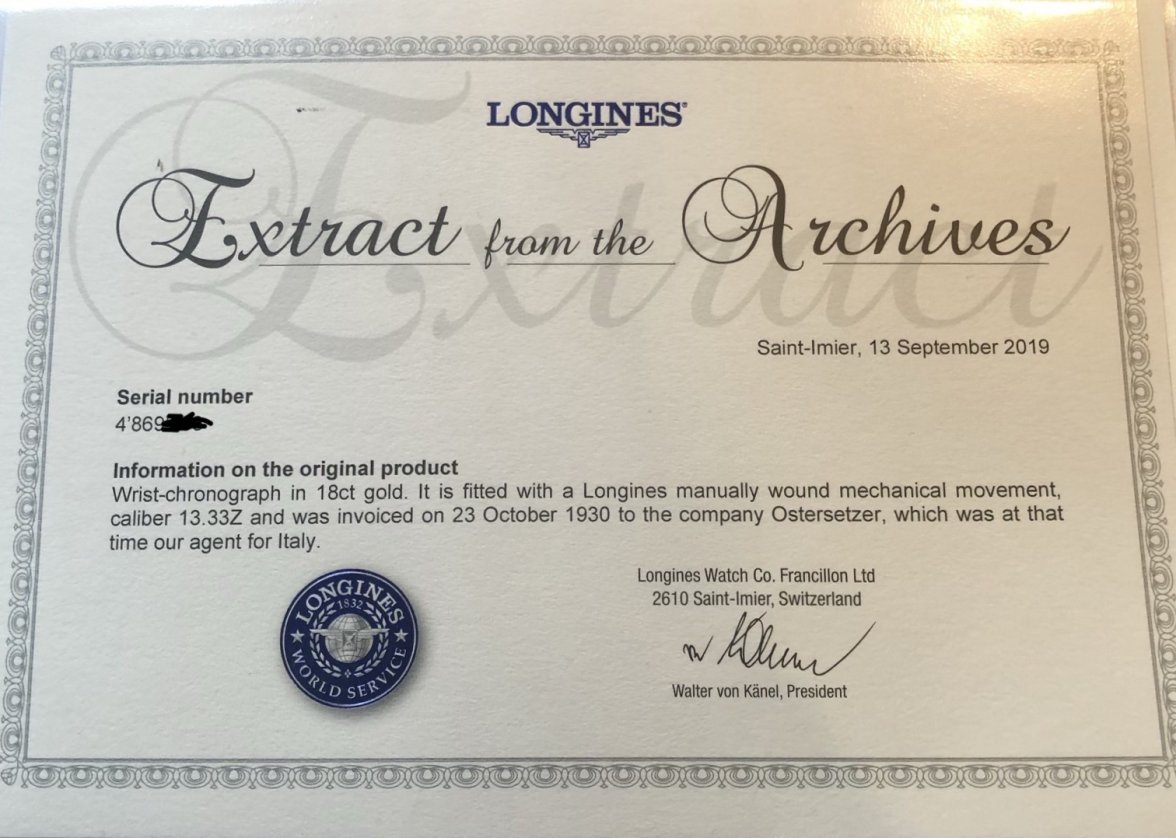 LONGINES®
Extract from the Archives
Extract
Saint-Imier, 13 September 2019
Serial number
4'869
Information on the original product
Wrist-chronograph in 18ct gold. It is fitted with a Longines manually wound mechanical movement,
caliber 13.33Z and was invoiced on 23 October 1930 to the company Ostersetzer, which was at that
time our agent for Italy.
LONGINES
1832
WORLD SERVICE
Longines Watch Co. Francillon Ltd
2610 Saint-Imier, Switzerland
Walter von Känel, President